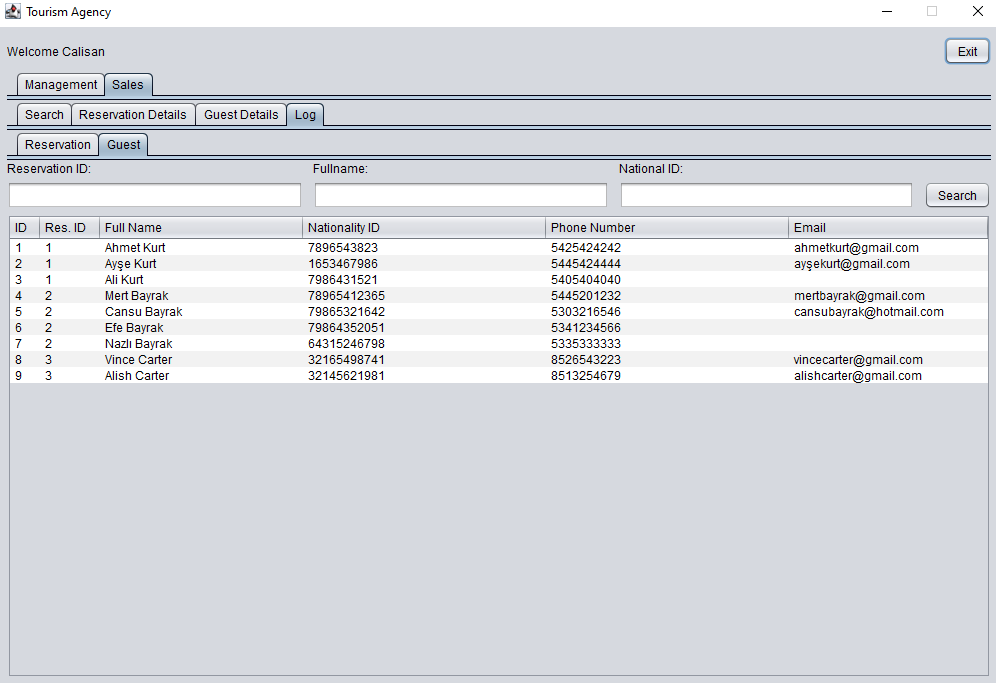 Tourism Agency
Welcome Calisan
Exit
Management Sales
Search Reservation Details Guest Details Log
Reservation Guest
Reservation ID: Fullname: National ID:
Search
ID Res. ID Full Name Nationality ID Phone Number Email
1 1 Ahmet Kurt 7896543823 5425424242 ahmetkurt@gmail.com
2 1 Ayşe Kurt 1653467986 5445424444 ayşekurt@gmail.com
3 1 Ali Kurt 7986431521 5405404040
4 2 Mert Bayrak 78965412365 5445201232 mertbayrak@gmail.com
5 2 Cansu Bayrak 79865321642 5303216546 cansubayrak@hotmail.com
6 2 Efe Bayrak 79864352051 5341234566
7 2 Nazlı Bayrak 64315246798 5335333333
8 3 Vince Carter 32165498741 8526543223 vincecarter@gmail.com
9 3 Alish Carter 32145621981 8513254679 alishcarter@gmail.com